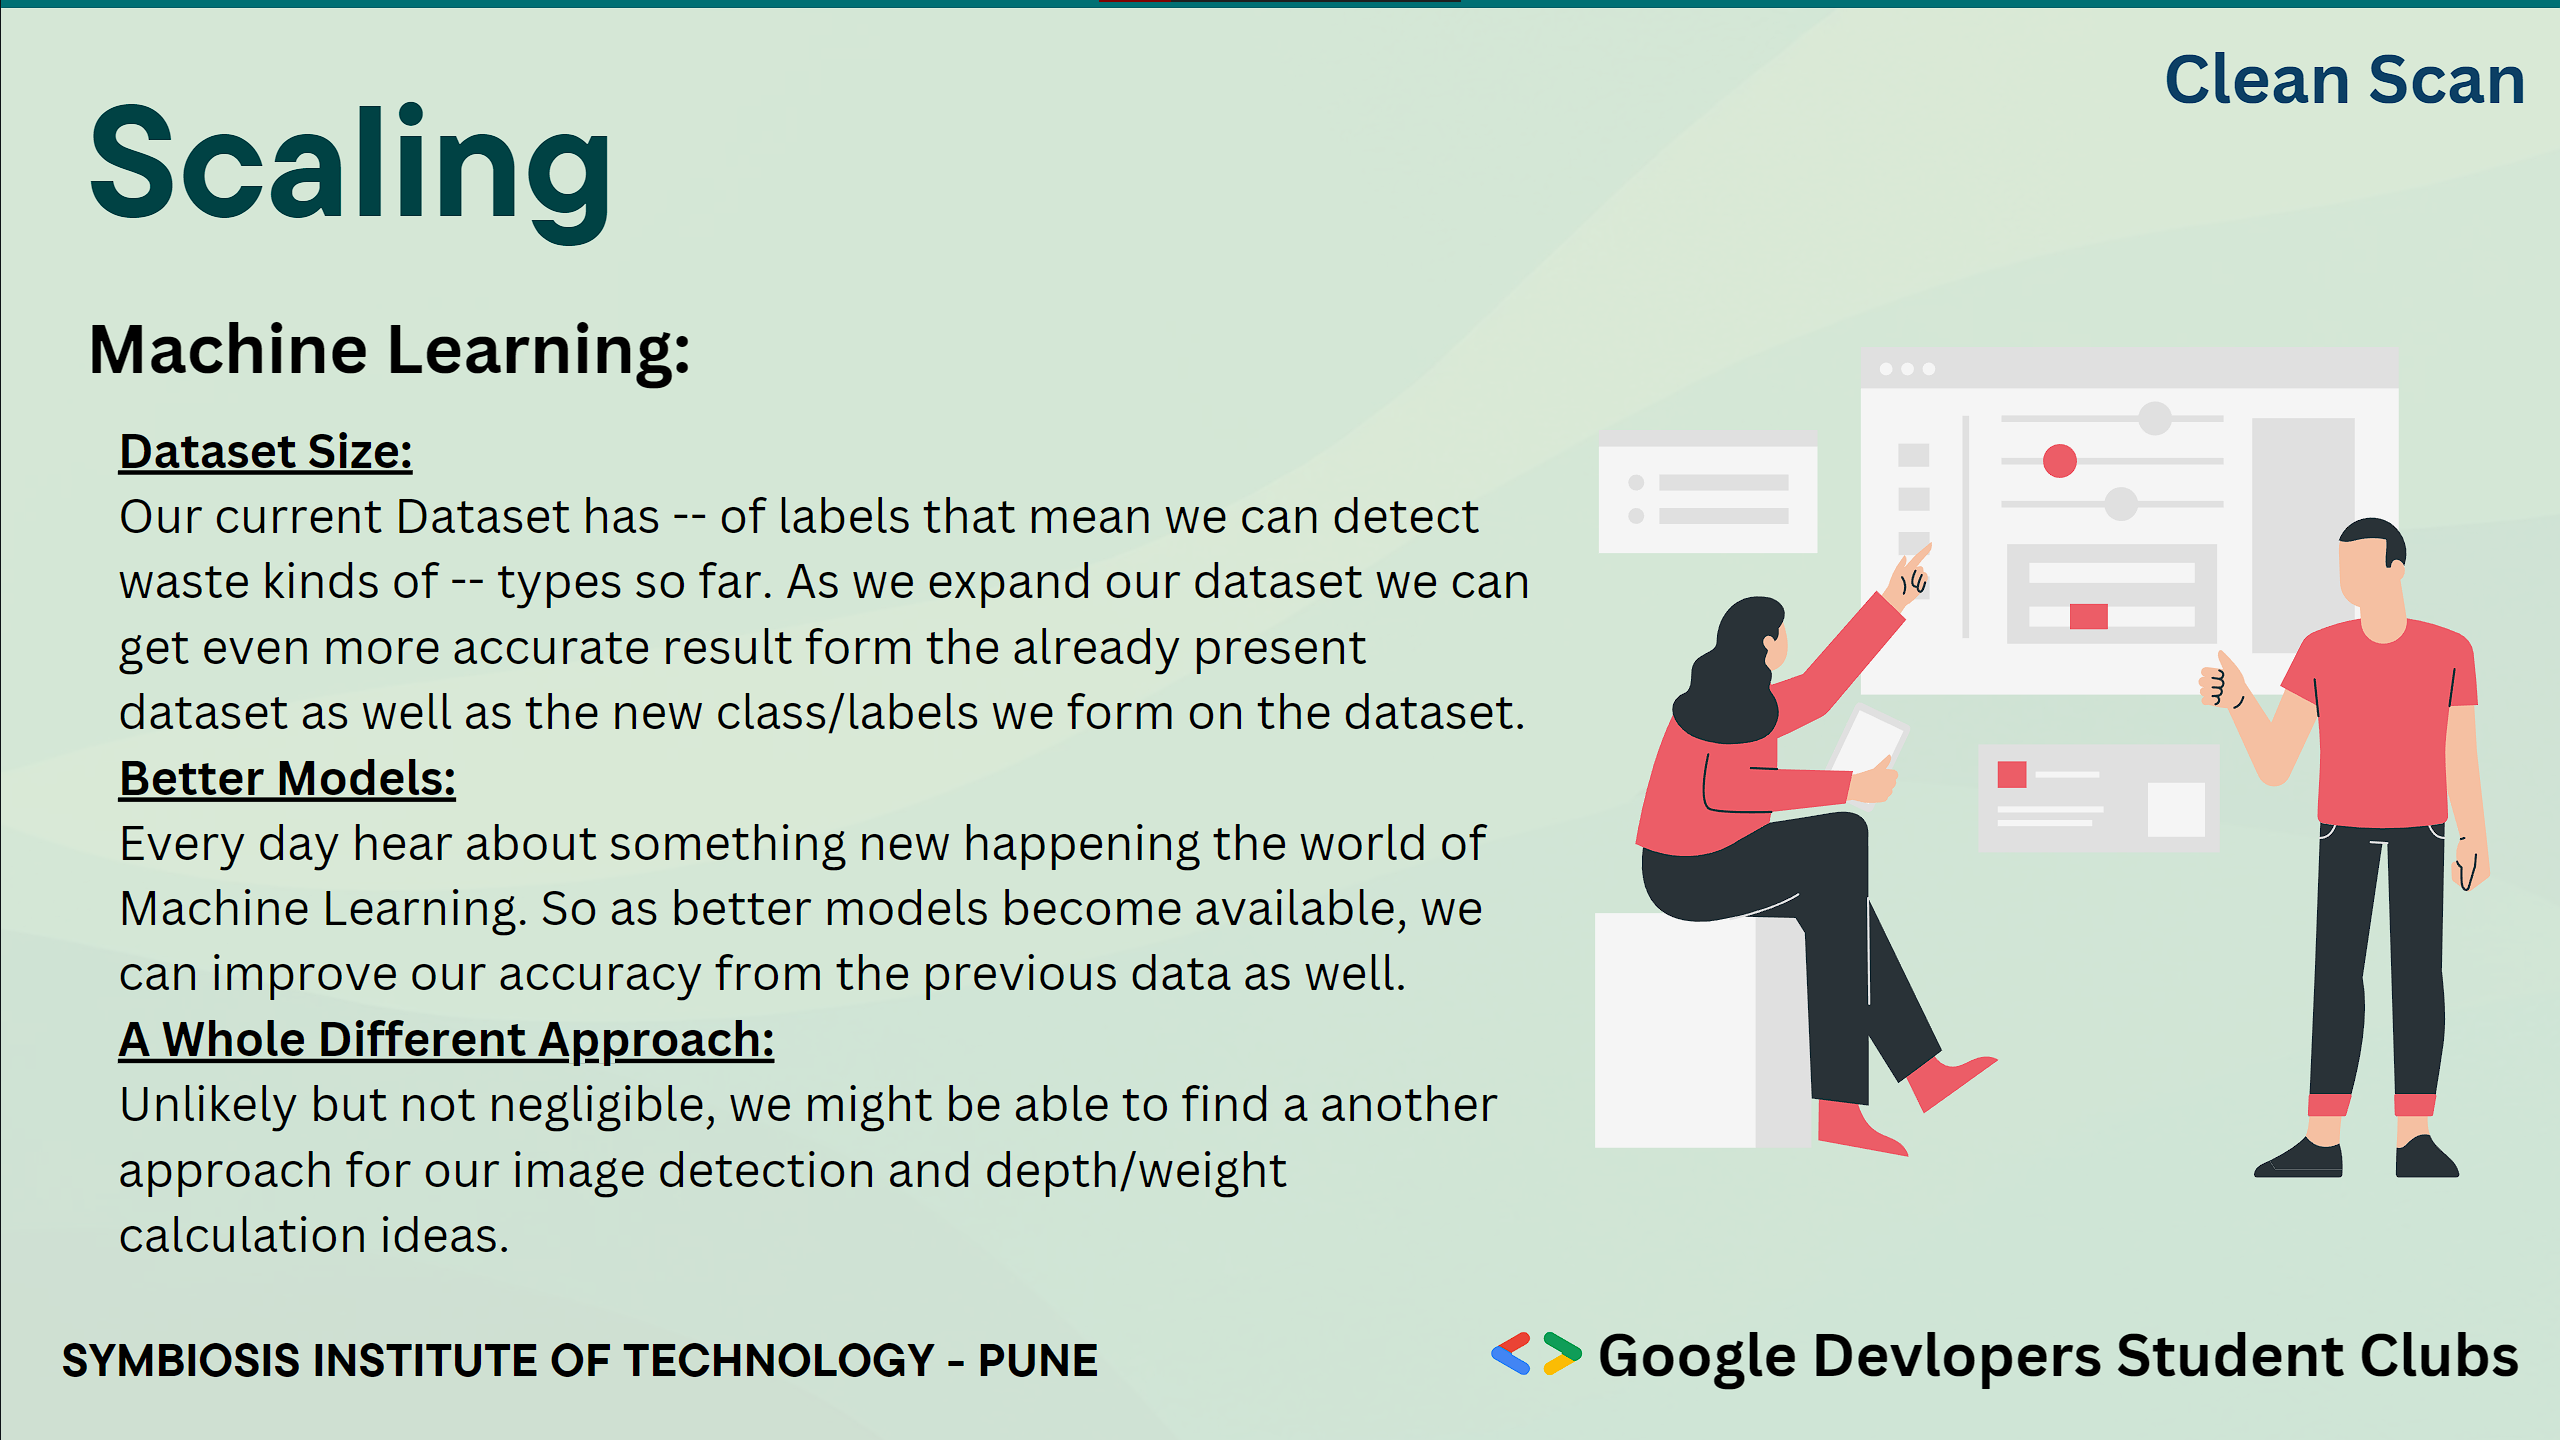 Clean Scan
Scaling
Machine Learning:
Dataset Size:
Our current Dataset has -- of labels that mean we can detect
waste kinds of -- types so far. As we expand our dataset we can
get even more accurate result form the already present
dataset as well as the new class/labels we form on the dataset.
Better Models:
Every day hear about something new happening the world of
Machine Learning. So as better models become available, we
can improve our accuracy from the previous data as well.
A Whole Different Approach:
Unlikely but not negligible, we might be able to find a another
approach for our image detection and depth/weight
calculation ideas.
SYMBIOSIS INSTITUTE OF TECHNOLOGY - PUNE
Google Devlopers Student Clubs